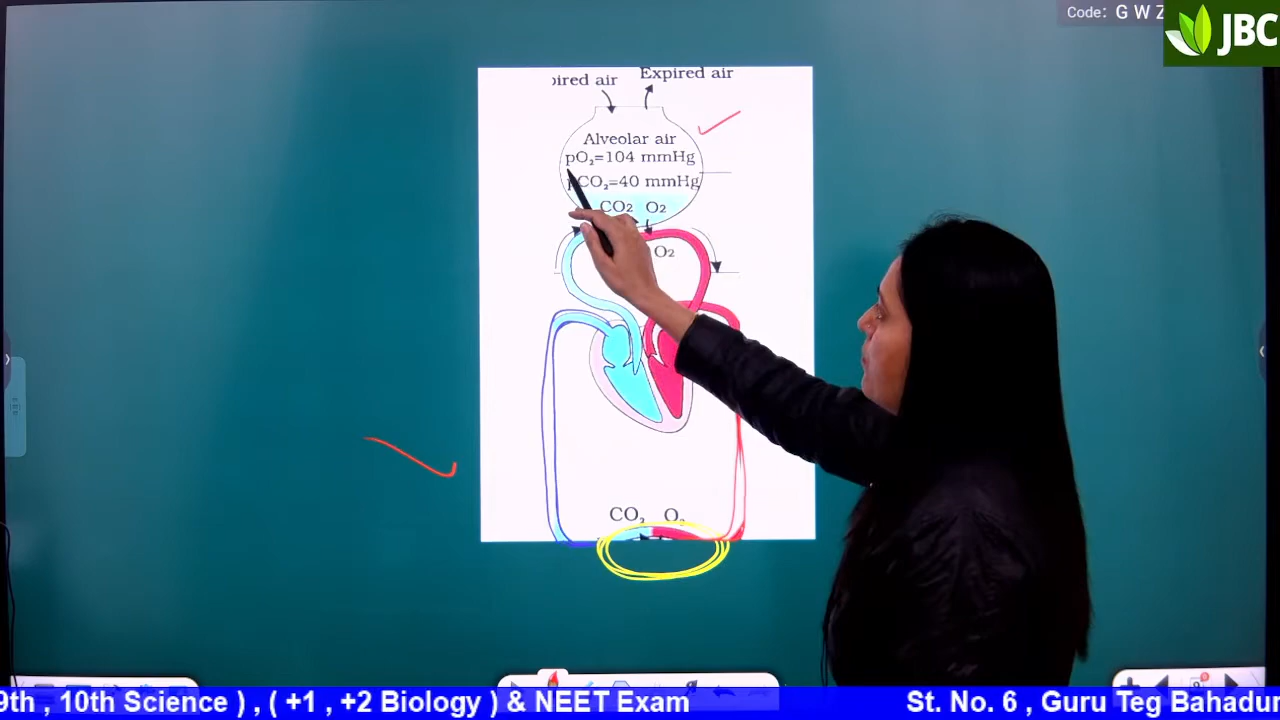 Code: G W Z
JBC
ired air
Expired air
Alveolar air
pO₂=104 mmHg
pCO₂=40 mmHg
CO2 O2
O₂
CO₂ O₂
9th , 10th Science ) , ( +1 , +2 Biology ) & NEET Exam
St. No. 6 , Guru Teg Bahadur